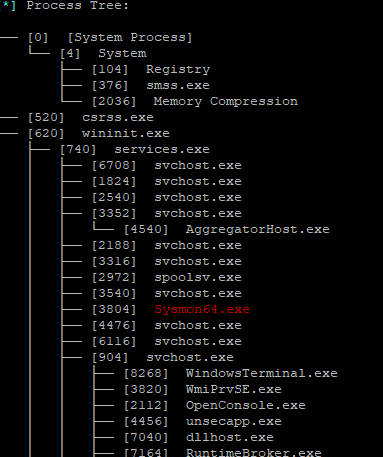 [*] Process Tree:
── [0] [System Process]
└── [4] System
├── [104] Registry
├── [376] smss.exe
└── [2036] Memory Compression
── [520] csrss.exe
── [620] wininit.exe
├── [740] services.exe
├── [6708] svchost.exe
├── [1824] svchost.exe
├── [2540] svchost.exe
├── [3352] svchost.exe
└── [4540] AggregatorHost.exe
├── [2188] svchost.exe
├── [3316] svchost.exe
├── [2972] spoolsv.exe
├── [3540] svchost.exe
├── [3804] Sysmon64.exe
├── [4476] svchost.exe
├── [6116] svchost.exe
├── [904] svchost.exe
├── [8268] WindowsTerminal.exe
├── [3820] WmiPrvSE.exe
├── [2112] OpenConsole.exe
├── [4456] unsecapp.exe
├── [7040] dllhost.exe
├── [7164] RuntimeBroker.exe